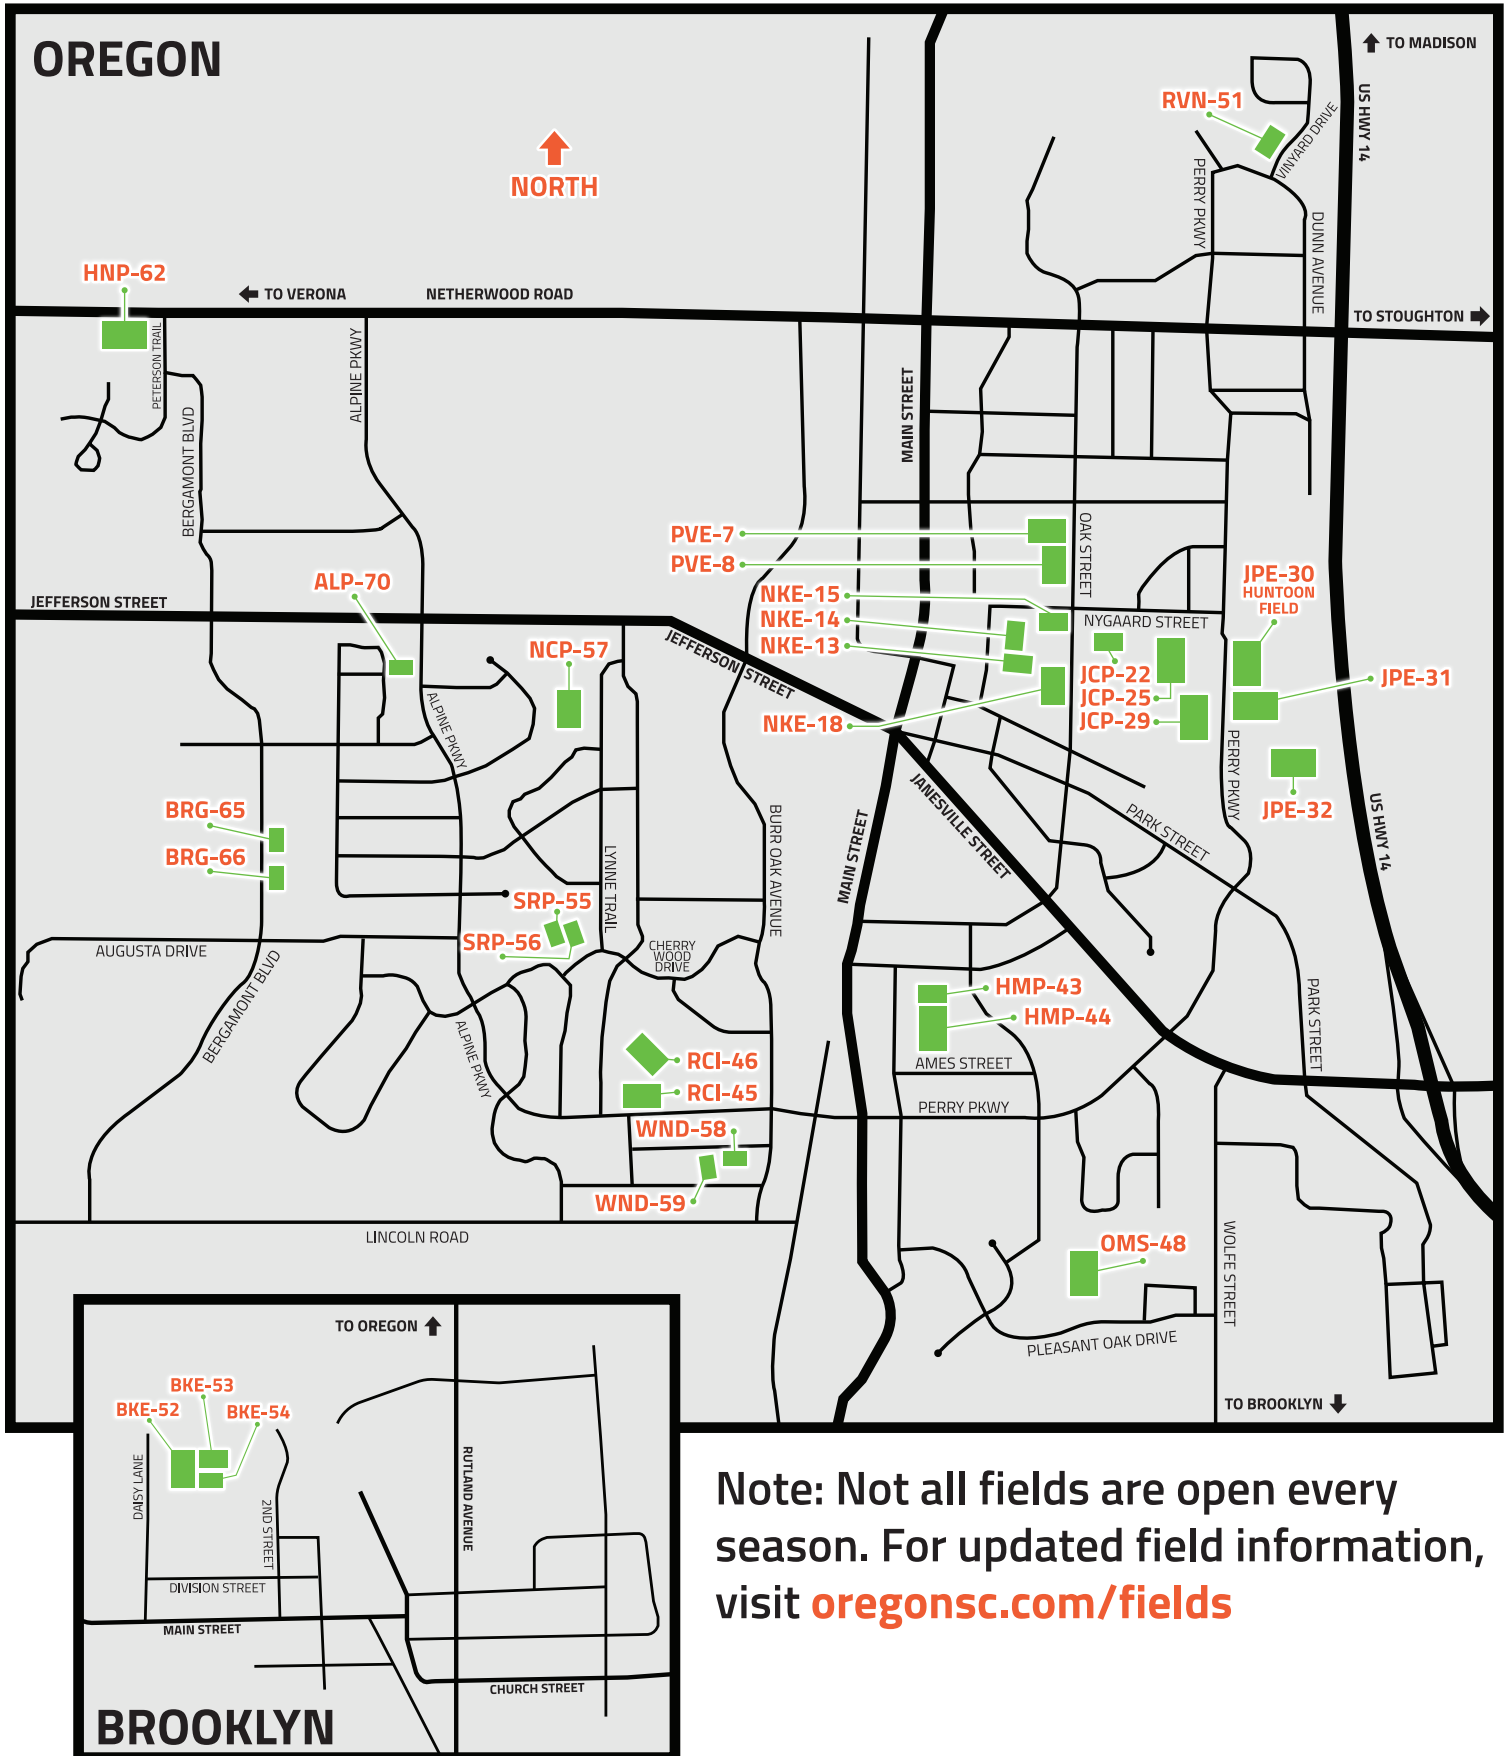 OREGON
TO MADISON
US HWY 14
RVN-51
VINYARD DRIVE
NORTH
PERRY PKWY
DUNN AVENUE
HNP-62
TO VERONA
NETHERWOOD ROAD
TO STOUGHTON
PETERSON TRAIL
ALPINE PKWY
MAIN STREET
BERGAMONT BLVD
PVE-7
PVE-8
OAK STREET
JPE-30
HUNTOON
FIELD
ALP-70
NKE-15
NKE-14
NKE-13
JEFFERSON STREET
NYGAARD STREET
JEFFERSON STREET
NCP-57
JCP-22
JCP-25
JCP-29
JPE-31
NKE-18
ALPINE PKWY
PERRY PKWY
JANESVILLE STREET
JPE-32
US HWY 14
BRG-65
BRG-66
BURR OAK AVENUE
MAIN STREET
PARK STREET
LYNNE TRAIL
SRP-55
SRP-56
CHERRY
WOOD
DRIVE
AUGUSTA DRIVE
BERGAMONT BLVD
HMP-43
HMP-44
PARK STREET
ALPINE PKWY
RCI-46
RCI-45
AMES STREET
PERRY PKWY
WND-58
WND-59
LINCOLN ROAD
OMS-48
WOLFE STREET
PLEASANT OAK DRIVE
TO BROOKLYN
TO OREGON
BKE-53
BKE-52
BKE-54
DAISY LANE
2ND STREET
RUTLAND AVENUE
DIVISION STREET
MAIN STREET
CHURCH STREET
BROOKLYN
Note: Not all fields are open every
season. For updated field information,
visit oregonsc.com/fields